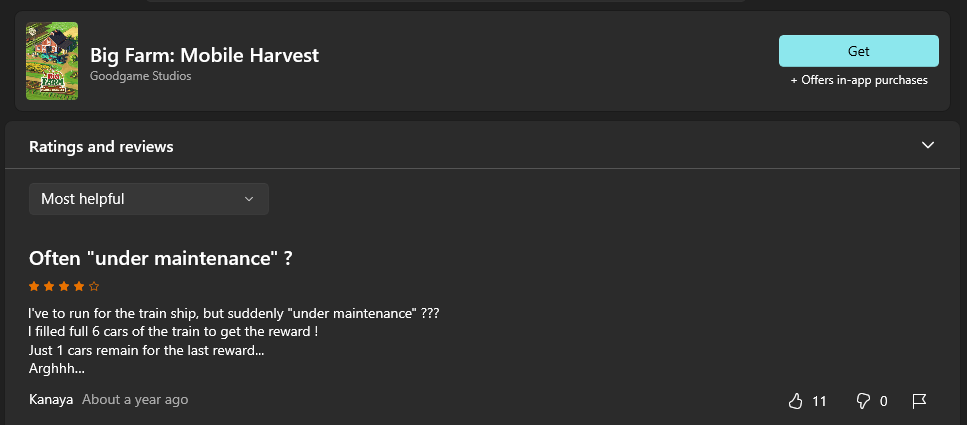 Big Farm: Mobile Harvest
Goodgame Studios
Get
+ Offers in-app purchases
Ratings and reviews
Most helpful
Often "under maintenance" ?
I've to run for the train ship, but suddenly "under maintenance" ???
I filled full 6 cars of the train to get the reward !
Just 1 cars remain for the last reward...
Arghhh...
Kanaya About a year ago
11
0